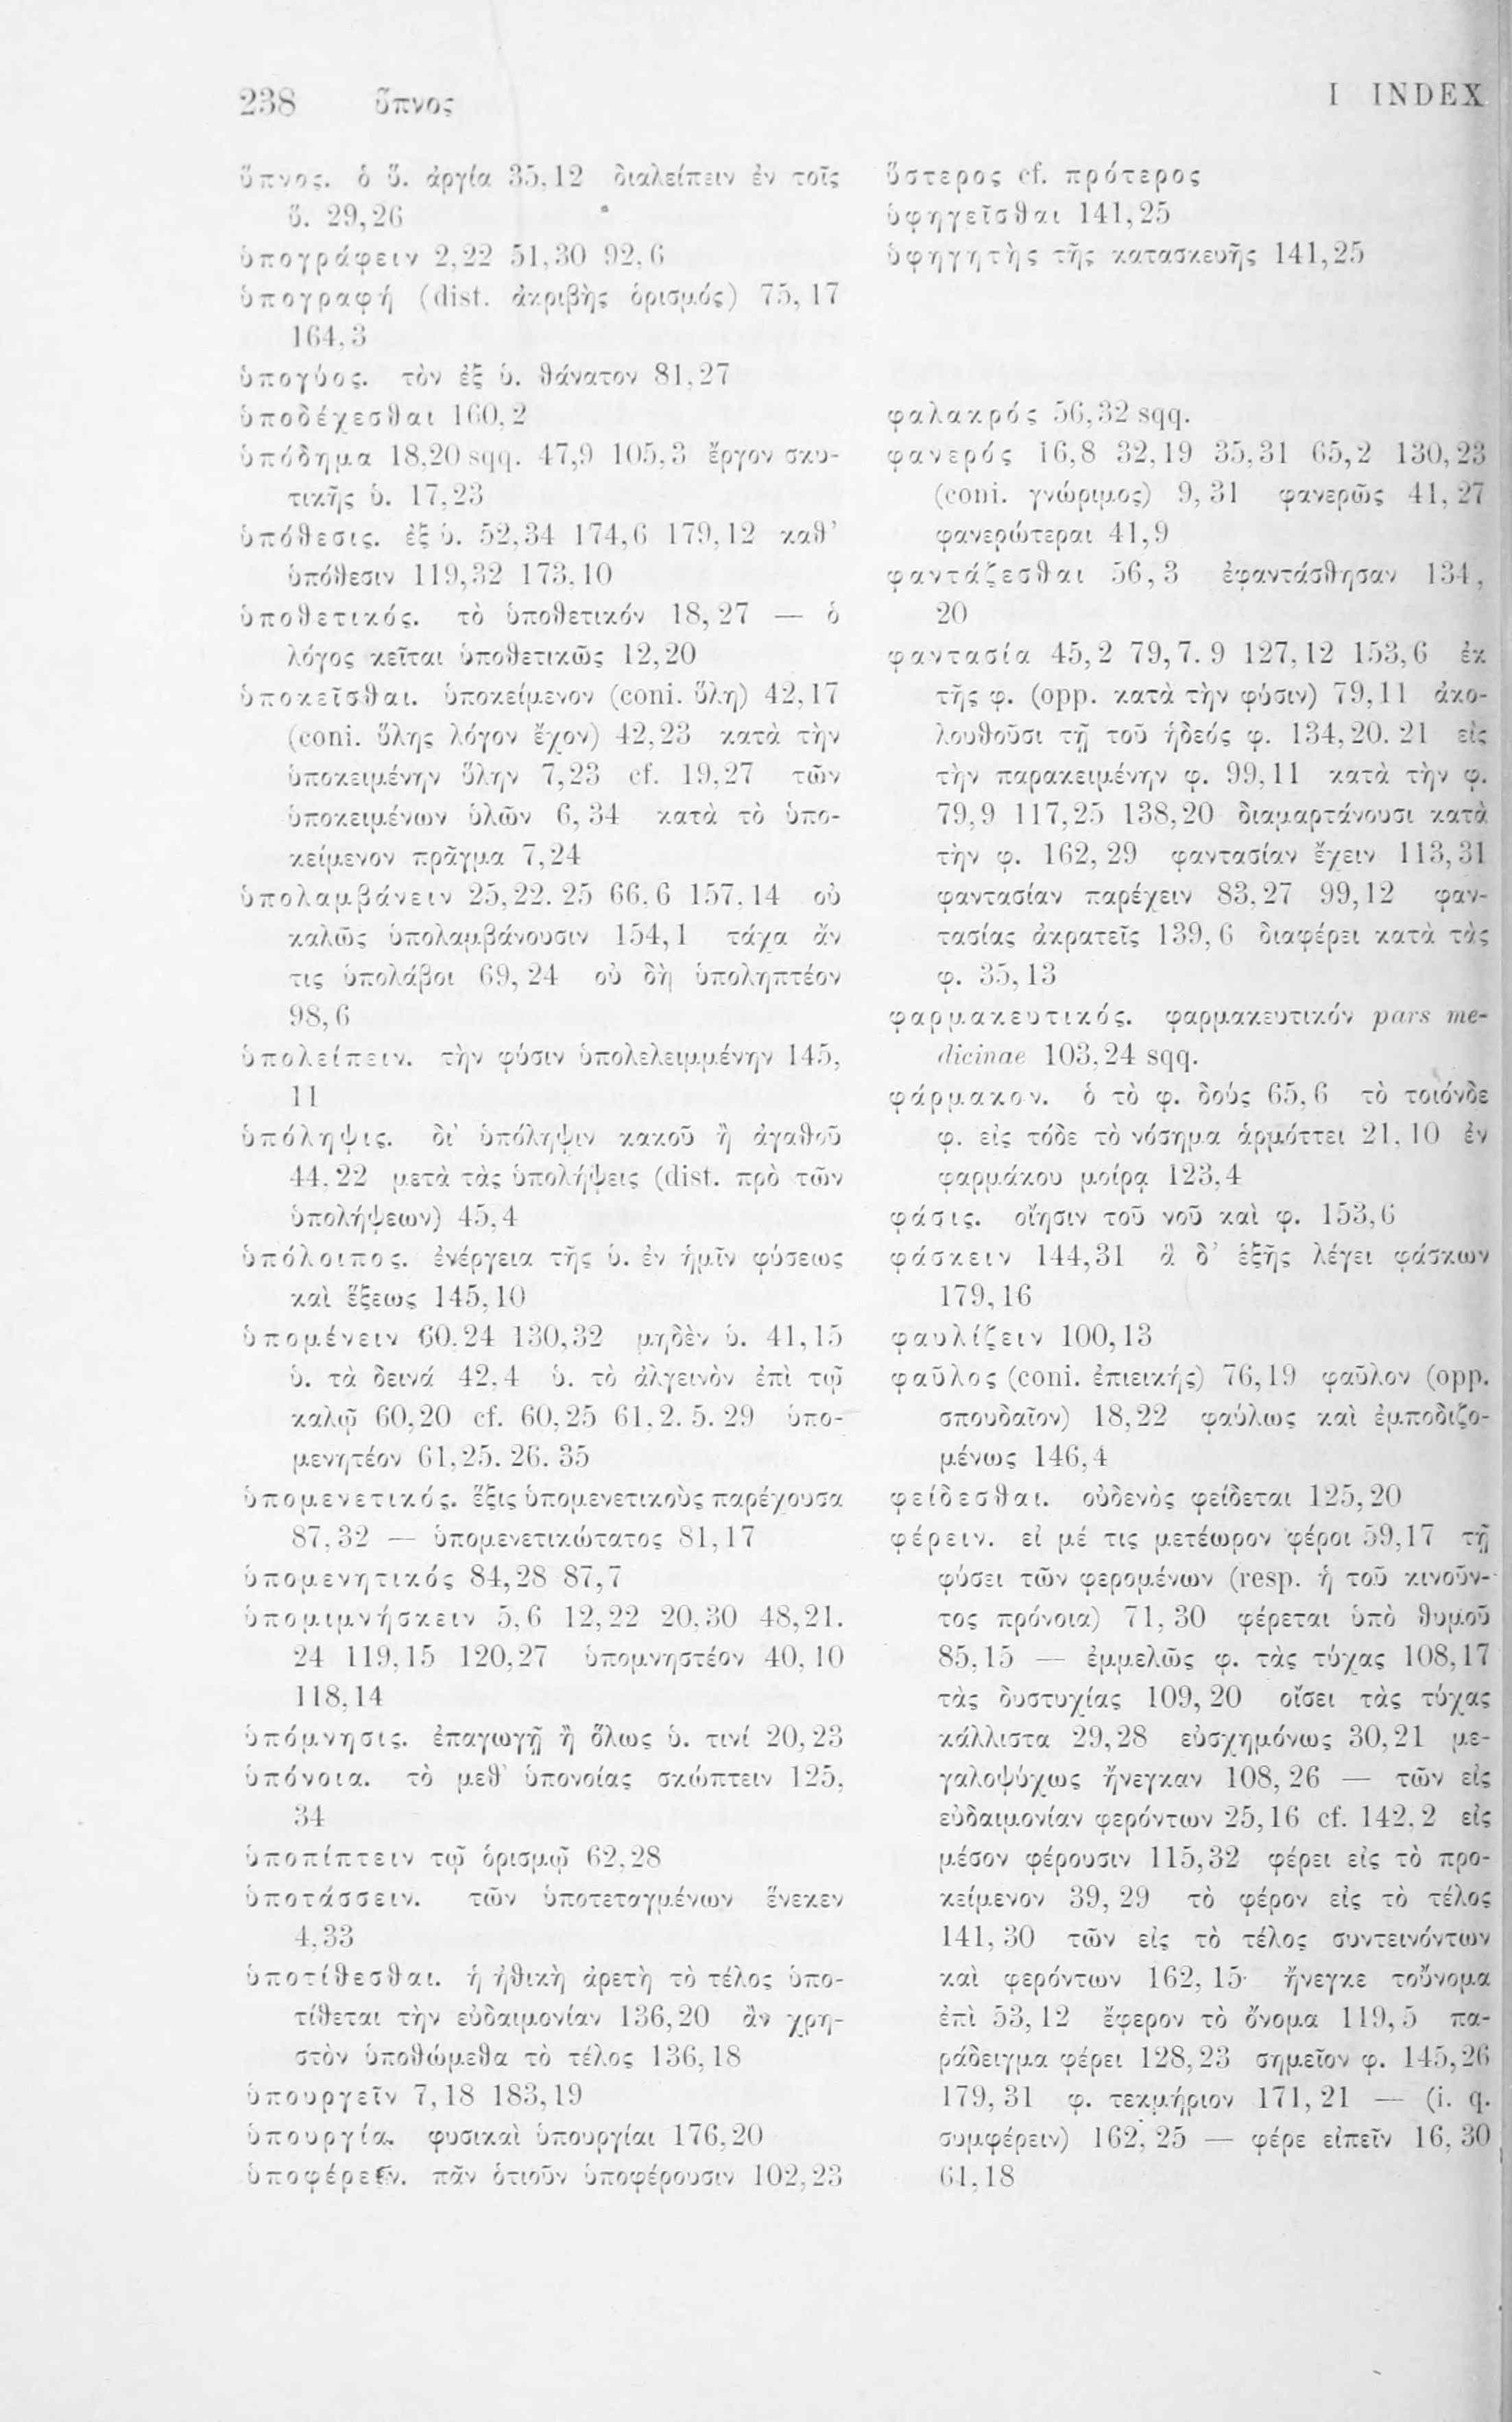 238 ὕπνος
I INDEX
ὕπνος. ὁ ὕ. ἀργία 35,12 διαλείπειν ἐν τοῖς
ὕ. 29,26
ὑπογράφειν 2,22 51,30 92,6
ὑπογραφή (dist. ἀκριβὴς ὁρισμός) 75,17
164,3
ὑπογύος. τὸν ἐξ ὑ. θάνατον 81,27
ὑποδέχεσθαι 160,2
ὑπόδημα 18,20 sqq. 47,9 105,3 ἔργον σκυ-
τικῆς ὑ. 17,23
ὑπόθεσις. ἐξ ὑ. 52,34 174,6 179,12 καθ’
ὑπόθεσιν 119,32 173,10
ὑποθετικός. τὸ ὑποθετικόν 18,27 — ὁ
λόγος κεῖται ὑποθετικῶς 12,20
ὑποκεῖσθαι. ὑποκείμενον (coni. ὕλη) 42,17
(coni. ὕλης λόγον ἔχον) 42,23 κατὰ τὴν
ὑποκειμένην ὕλην 7,23 cf. 19,27 τῶν
ὑποκειμένων ὑλῶν 6,34 κατὰ τὸ ὑπο-
κείμενον πρᾶγμα 7,24
ὑπολαμβάνειν 25,22. 25 66,6 157,14 οὐ
καλῶς ὑπολαμβάνουσιν 154,1 τάχα ἄν
τις ὑπολάβοι 69,24 οὐ δὴ ὑποληπτέον
98,6
ὑπολείπειν. τὴν φύσιν ὑπολελειμμένην 145,
11
ὑπόληψις. δι’ ὑπόληψιν κακοῦ ἢ ἀγαθοῦ
44,22 μετὰ τὰς ὑπολήψεις (dist. πρὸ τῶν
ὑπολήψεων) 45,4
ὑπόλοιπος. ἐνέργεια τῆς ὑ. ἐν ἡμῖν φύσεως
καὶ ἕξεως 145,10
ὑπομένειν 60,24 130,32 μηδὲν ὑ. 41,15
ὑ. τὰ δεινά 42,4 ὑ. τὸ ἀλγεινὸν ἐπὶ τῷ
καλῷ 60,20 cf. 60,25 61,2. 5. 29 ὑπο-
μενητέον 61,25. 26. 35
ὑπομενετικός. ἕξις ὑπομενετικοὺς παρέχουσα
87,32 — ὑπομενετικώτατος 81,17
ὑπομενητικός 84,28 87,7
ὑπομιμνήσκειν 5,6 12,22 20,30 48,21.
24 119,15 120,27 ὑπομνηστέον 40,10
118,14
ὑπόμνησις. ἐπαγωγῇ ἢ ὅλως ὑ. τινί 20,23
ὑπόνοια. τὸ μεθ’ ὑπονοίας σκώπτειν 125,
34
ὑποπίπτειν τῷ ὁρισμῷ 62,28
ὑποτάσσειν. τῶν ὑποτεταγμένων ἕνεκεν
4,33
ὑποτίθεσθαι. ἡ ἠθικὴ ἀρετὴ τὸ τέλος ὑπο-
τίθεται τὴν εὐδαιμονίαν 136,20 ἂν χρη-
στὸν ὑποθώμεθα τὸ τέλος 136,18
ὑπουργεῖν 7,18 183,19
ὑπουργία. φυσικαὶ ὑπουργίαι 176,20
ὑποφέρειν. πᾶν ὁτιοῦν ὑποφέρουσιν 102,23
ὕστερος cf. πρότερος
ὑφηγεῖσθαι 141,25
ὑφηγητὴς τῆς κατασκευῆς 141,25
φαλακρός 56,32 sqq.
φανερός 16,8 32,19 35,31 65,2 130,23
(coni. γνώριμος) 9,31 φανερῶς 41,27
φανερώτεραι 41,9
φαντάζεσθαι 56,3 ἐφαντάσθησαν 134,
20
φαντασία 45,2 79,7. 9 127,12 153,6 ἐκ
τῆς φ. (opp. κατὰ τὴν φύσιν) 79,11 ἀκο-
λουθοῦσι τῇ τοῦ ἡδεός φ. 134,20. 21 εἰς
τὴν παρακειμένην φ. 99,11 κατὰ τὴν φ.
79,9 117,25 138,20 διαμαρτάνουσι κατὰ
τὴν φ. 162,29 φαντασίαν ἔχειν 113,31
φαντασίαν παρέχειν 83,27 99,12 φαν-
τασίας ἀκρατεῖς 139,6 διαφέρει κατὰ τὰς
φ. 35,13
φαρμακευτικός. φαρμακευτικόν pars me-
dicinae 103,24 sqq.
φάρμακον. ὁ τὸ φ. δούς 65,6 τὸ τοιόνδε
φ. εἰς τόδε τὸ νόσημα ἁρμόττει 21,10 ἐν
φαρμάκου μοίρᾳ 123,4
φάσις. οἴησιν τοῦ νοῦ καὶ φ. 153,6
φάσκειν 144,31 ἃ δ’ ἑξῆς λέγει φάσκων
179,16
φαυλίζειν 100,13
φαῦλος (coni. ἐπιεικής) 76,19 φαῦλον (opp.
σπουδαῖον) 18,22 φαύλως καὶ ἐμποδιζο-
μένως 146,4
φείδεσθαι. οὐδενὸς φείδεται 125,20
φέρειν. εἰ μέ τις μετέωρον φέροι 59,17 τῇ
φύσει τῶν φερομένων (resp. ἡ τοῦ κινοῦν-
τος πρόνοια) 71,30 φέρεται ὑπὸ θυμοῦ
85,15 — ἐμμελῶς φ. τὰς τύχας 108,17
τὰς δυστυχίας 109,20 οἴσει τὰς τύχας
κάλλιστα 29,28 εὐσχημόνως 30,21 με-
γαλοψύχως ἤνεγκαν 108,26 — τῶν εἰς
εὐδαιμονίαν φερόντων 25,16 cf. 142,2 εἰς
μέσον φέρουσιν 115,32 φέρει εἰς τὸ προ-
κείμενον 39,29 τὸ φέρον εἰς τὸ τέλος
141,30 τῶν εἰς τὸ τέλος συντεινόντων
καὶ φερόντων 162,15 ἤνεγκε τοὔνομα
ἐπὶ 53,12 ἔφερον τὸ ὄνομα 119,5 πα-
ράδειγμα φέρει 128,23 σημεῖον φ. 145,26
179,31 φ. τεκμήριον 171,21 — (i. q.
συμφέρειν) 162,25 — φέρε εἰπεῖν 16,30
61,18